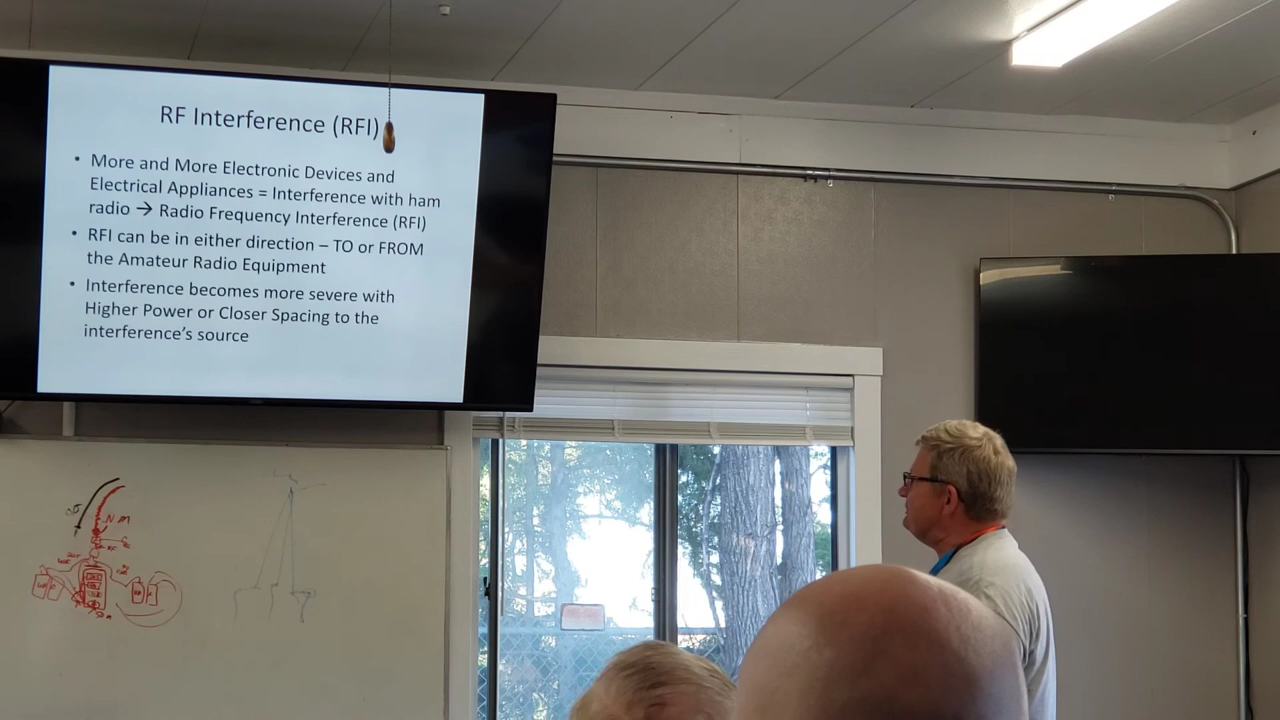 RF Interference (RFI)
• More and More Electronic Devices and
Electrical Appliances = Interference with ham
radio → Radio Frequency Interference (RFI)
• RFI can be in either direction – TO or FROM
the Amateur Radio Equipment
• Interference becomes more severe with
Higher Power or Closer Spacing to the
interference's source